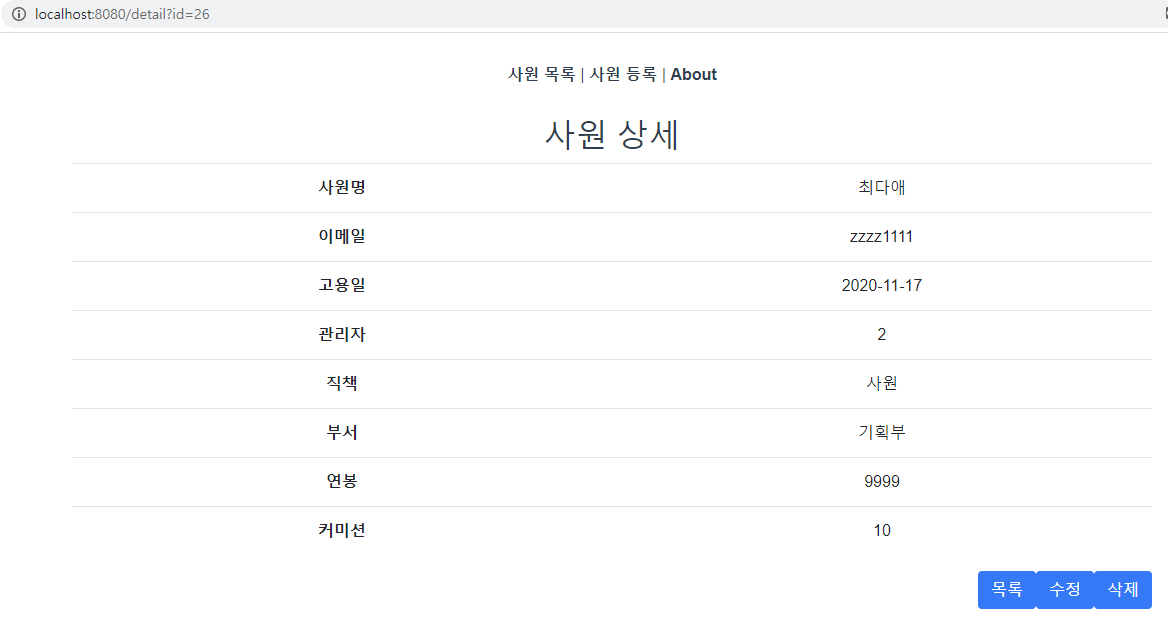 localhost:8080/detail?id=26
사원 목록 | 사원 등록 | About
사원 상세
사원명 최다애
이메일 zzzz1111
고용일 2020-11-17
관리자 2
직책 사원
부서 기획부
연봉 9999
커미션 10
목록 수정 삭제